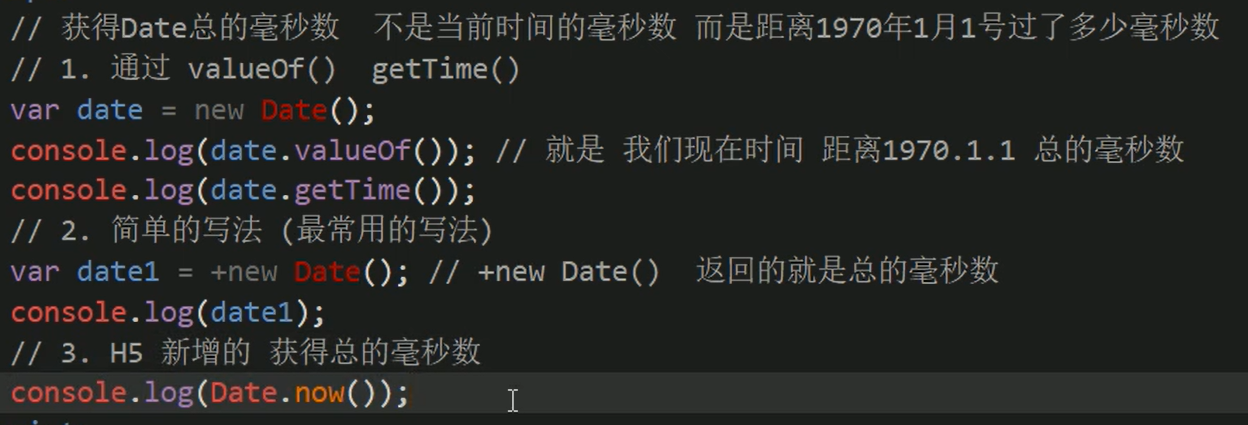 // 获得Date总的毫秒数  不是当前时间的毫秒数 而是距离1970年1月1号过了多少毫秒数
// 1. 通过 valueOf()  getTime()
var date = new Date();
console.log(date.valueOf()); // 就是 我们现在时间 距离1970.1.1 总的毫秒数
console.log(date.getTime());
// 2. 简单的写法 (最常用的写法)
var date1 = +new Date(); // +new Date()  返回的就是总的毫秒数
console.log(date1);
// 3. H5 新增的 获得总的毫秒数
console.log(Date.now());